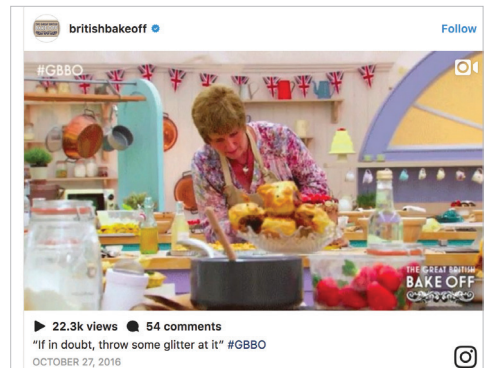 britishbakeoff
Follow
#GBBO
THE GREAT BRITISH
BAKE OFF
22.3k views 54 comments
“If in doubt, throw some glitter at it” #GBBO
OCTOBER 27, 2016